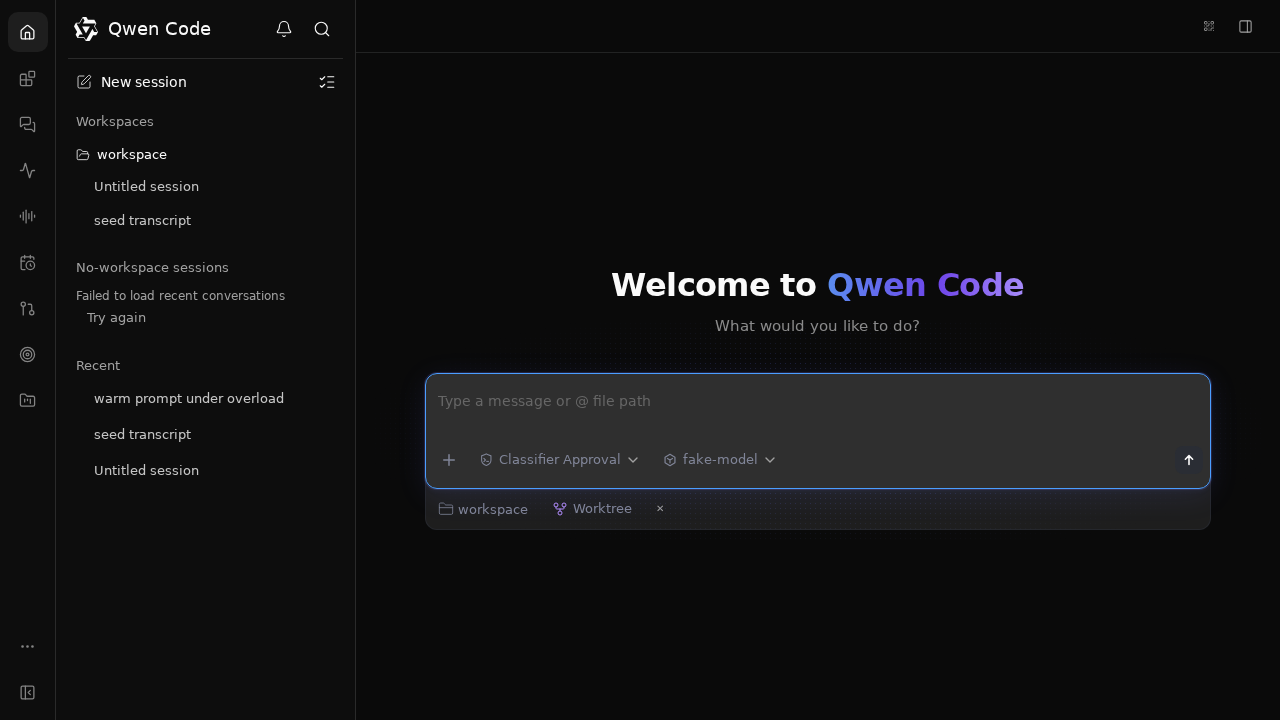 Qwen Code
New session
Workspaces
workspace
Untitled session
seed transcript
No-workspace sessions
Failed to load recent conversations
Try again
Recent
warm prompt under overload
seed transcript
Untitled session
Welcome to Qwen Code
What would you like to do?
Type a message or @ file path
Classifier Approval
fake-model
workspace
Worktree
×